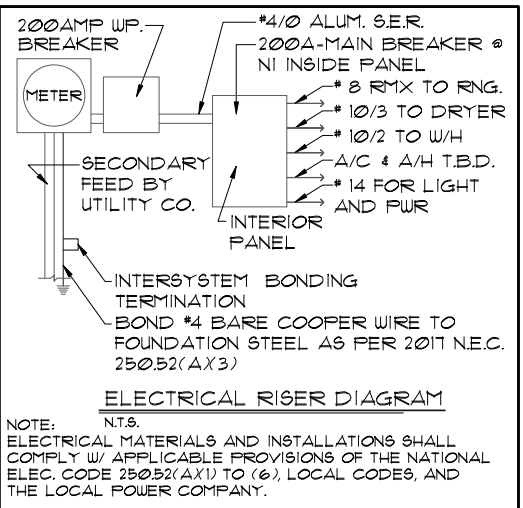 200AMP WP.
BREAKER
METER
#4/0 ALUM. S.E.R.
200A-MAIN BREAKER @
NI INSIDE PANEL
# 8 RMX TO RNG.
# 10/3 TO DRYER
# 10/2 TO W/H
A/C & A/H T.B.D.
# 14 FOR LIGHT
AND PWR
SECONDARY
FEED BY
UTILITY CO.
INTERIOR
PANEL
INTERSYSTEM BONDING
TERMINATION
BOND #4 BARE COOPER WIRE TO
FOUNDATION STEEL AS PER 2017 N.E.C.
250.52(A)(3)
ELECTRICAL RISER DIAGRAM
N.T.S.
NOTE:
ELECTRICAL MATERIALS AND INSTALLATIONS SHALL
COMPLY W/ APPLICABLE PROVISIONS OF THE NATIONAL
ELEC. CODE 250.52(A)(1) TO (6), LOCAL CODES, AND
THE LOCAL POWER COMPANY.